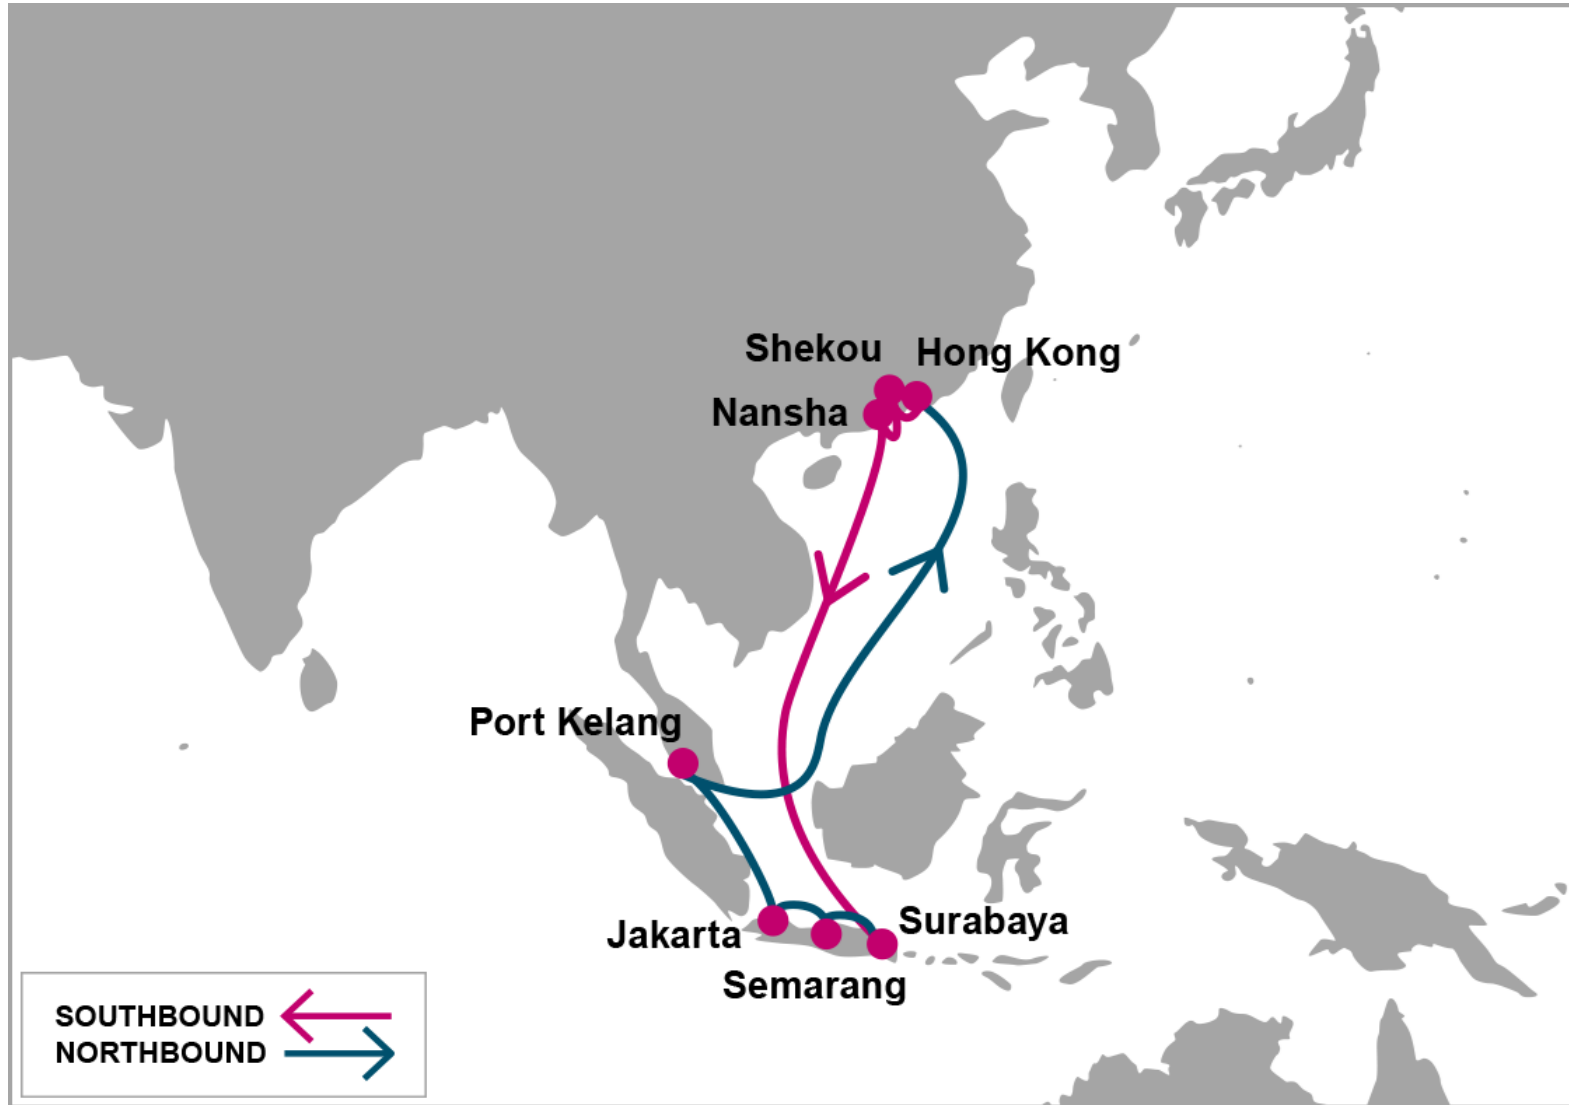 Shekou
Hong Kong
Nansha
Port Kelang
Jakarta
Surabaya
Semarang
SOUTHBOUND
NORTHBOUND